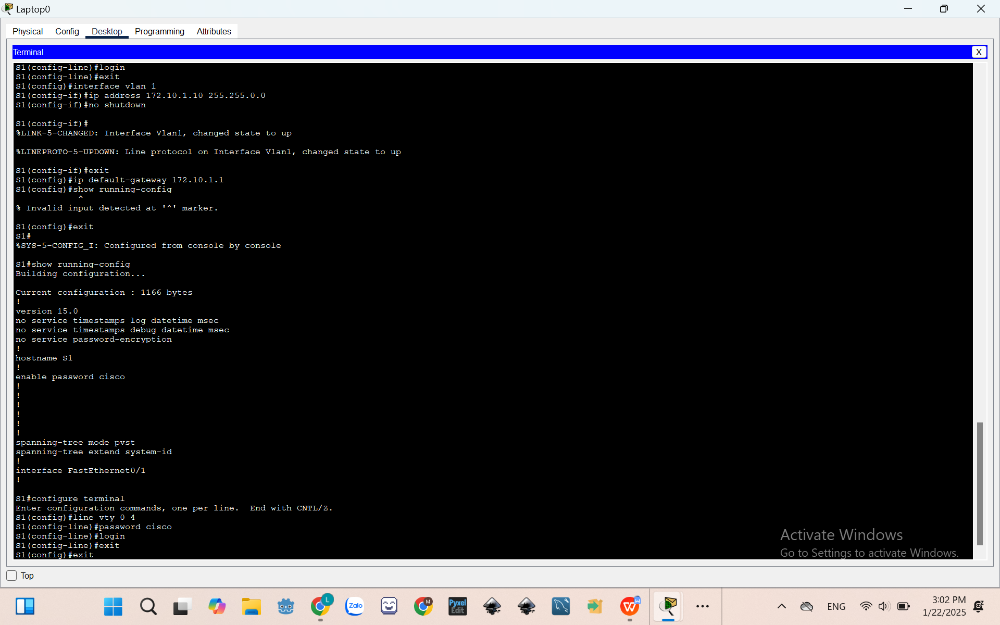 Laptop0
Physical Config Desktop Programming Attributes
Terminal
X
S1(config-line)#login
S1(config-line)#exit
S1(config)#interface vlan 1
S1(config-if)#ip address 172.10.1.10 255.255.0.0
S1(config-if)#no shutdown
S1(config-if)#
%LINK-5-CHANGED: Interface Vlan1, changed state to up
%LINEPROTO-5-UPDOWN: Line protocol on Interface Vlan1, changed state to up
S1(config-if)#exit
S1(config)#ip default-gateway 172.10.1.1
S1(config)#show running-config
^
% Invalid input detected at '^' marker.
S1(config)#exit
S1#
%SYS-5-CONFIG_I: Configured from console by console
S1#show running-config
Building configuration...
Current configuration : 1166 bytes
!
version 15.0
no service timestamps log datetime msec
no service timestamps debug datetime msec
no service password-encryption
!
hostname S1
!
enable password cisco
!
!
!
!
!
!
spanning-tree mode pvst
spanning-tree extend system-id
!
interface FastEthernet0/1
!
S1#configure terminal
Enter configuration commands, one per line.  End with CNTL/Z.
S1(config)#line vty 0 4
S1(config-line)#password cisco
S1(config-line)#login
S1(config-line)#exit
S1(config)#exit
Activate Windows
Go to Settings to activate Windows.
Top
L
Zalo
M
Pyxel
Edit
W
ENG
3:02 PM
1/22/2025